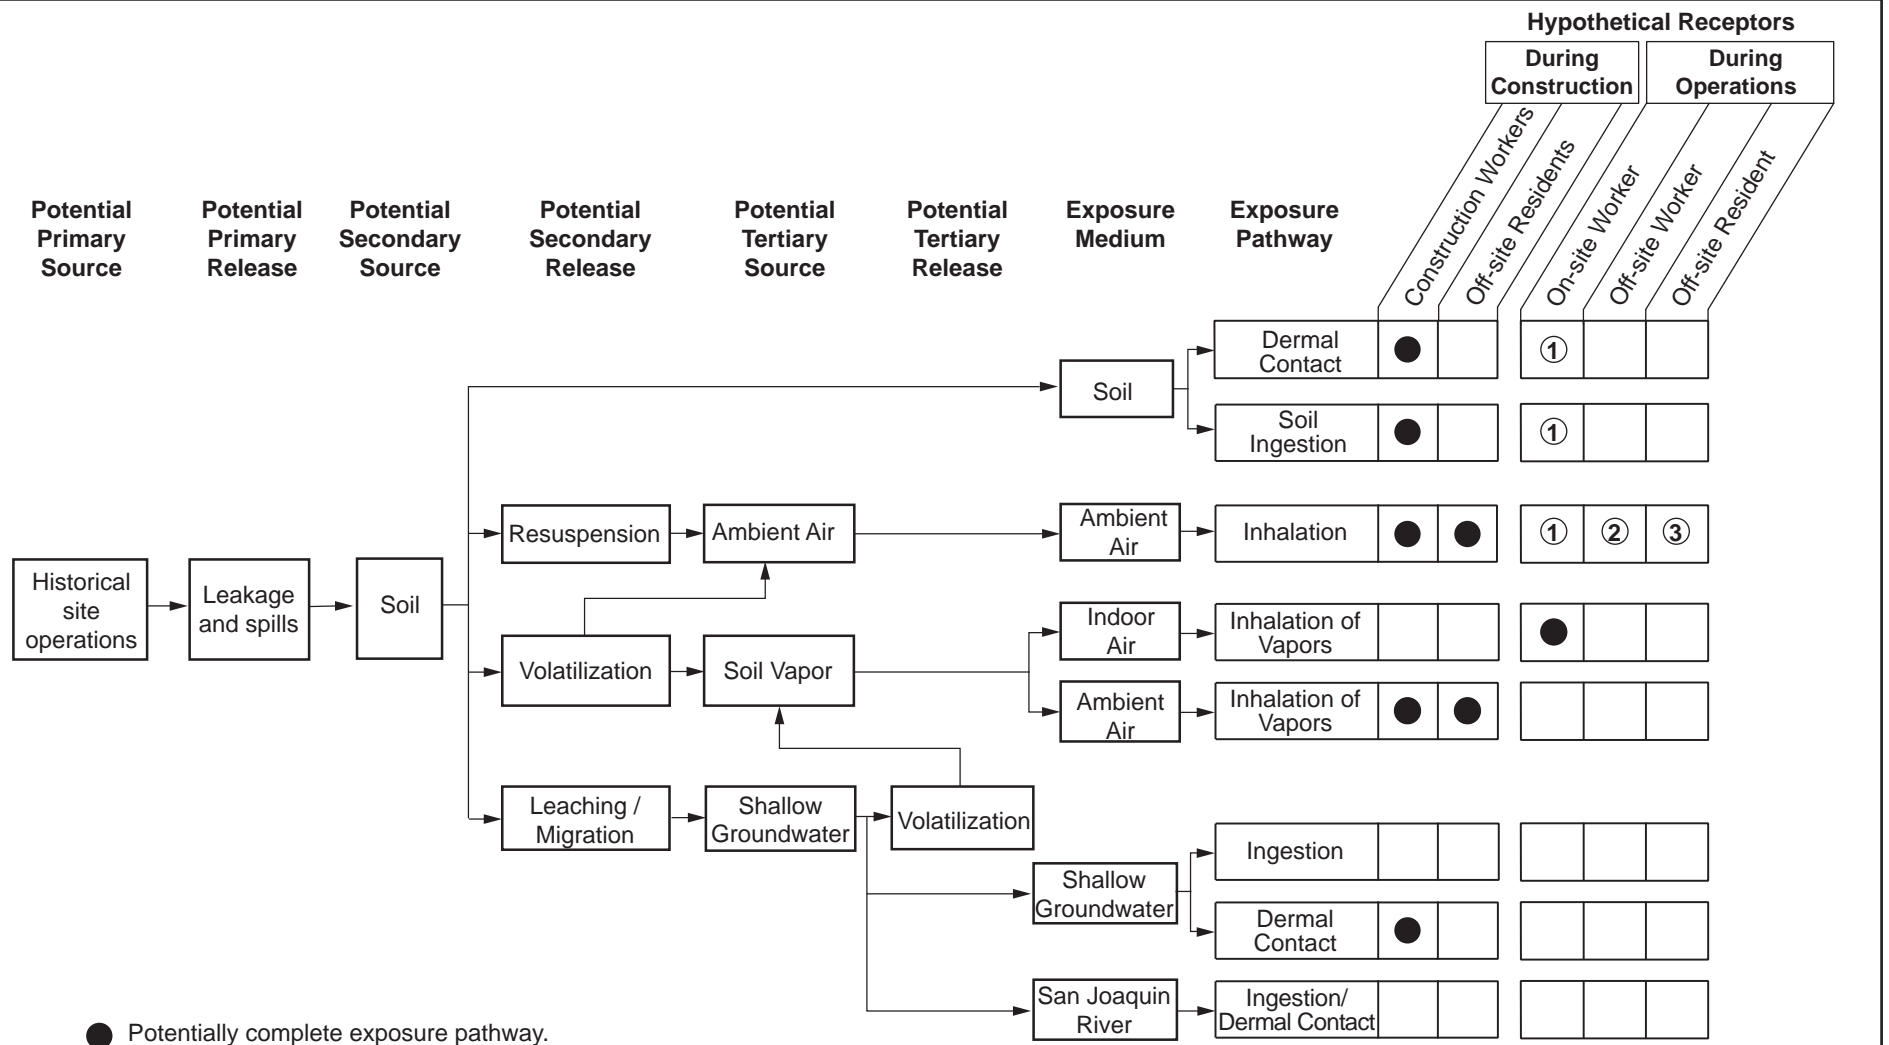 Hypothetical Receptors
During
Construction
During
Operations
Construction Workers
Off-site Residents
On-site Worker
Off-site Worker
Off-site Resident
Potential
Primary
Source
Potential
Primary
Release
Potential
Secondary
Source
Potential
Secondary
Release
Potential
Tertiary
Source
Potential
Tertiary
Release
Exposure
Medium
Exposure
Pathway
Dermal
Contact
1
Soil
Soil
Ingestion
1
Resuspension
Ambient Air
Ambient
Air
Inhalation
1 2 3
Historical
site
operations
Leakage
and spills
Soil
Indoor
Air
Inhalation of
Vapors
Volatilization
Soil Vapor
Ambient
Air
Inhalation of
Vapors
Leaching /
Migration
Shallow
Groundwater
Volatilization
Ingestion
Shallow
Groundwater
Dermal
Contact
San Joaquin
River
Ingestion/
Dermal Contact
Potentially complete exposure pathway.